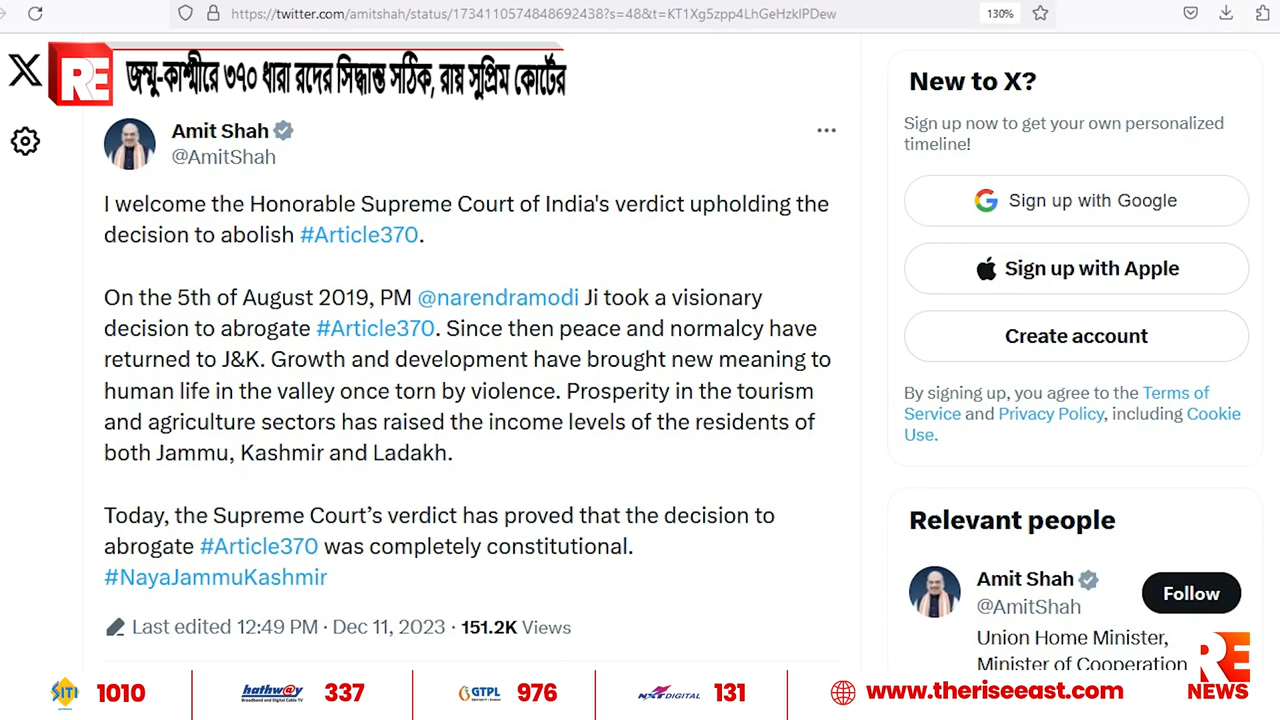 https://twitter.com/amitshah/status/1734110574848692438?s=48&t=KT1Xg5zpp4LhGeHzklPDew
130%
RE
জম্মু-কাশ্মীরে ৩৭০ ধারা রদের সিদ্ধান্ত সঠিক, রায় সুপ্রিম কোর্টের
Amit Shah
@AmitShah
I welcome the Honorable Supreme Court of India's verdict upholding the
decision to abolish #Article370.
On the 5th of August 2019, PM @narendramodi Ji took a visionary
decision to abrogate #Article370. Since then peace and normalcy have
returned to J&K. Growth and development have brought new meaning to
human life in the valley once torn by violence. Prosperity in the tourism
and agriculture sectors has raised the income levels of the residents of
both Jammu, Kashmir and Ladakh.
Today, the Supreme Court’s verdict has proved that the decision to
abrogate #Article370 was completely constitutional.
#NayaJammuKashmir
Last edited 12:49 PM · Dec 11, 2023 · 151.2K Views
New to X?
Sign up now to get your own personalized
timeline!
Sign up with Google
Sign up with Apple
Create account
By signing up, you agree to the Terms of
Service and Privacy Policy, including Cookie
Use.
Relevant people
Amit Shah
@AmitShah
Follow
Union Home Minister,
Minister of Cooperation
RE
NEWS
SITI 1010
hathway Broadband and Digital Cable TV 337
GTPL 976
NXT DIGITAL 131
www.theriseeast.com